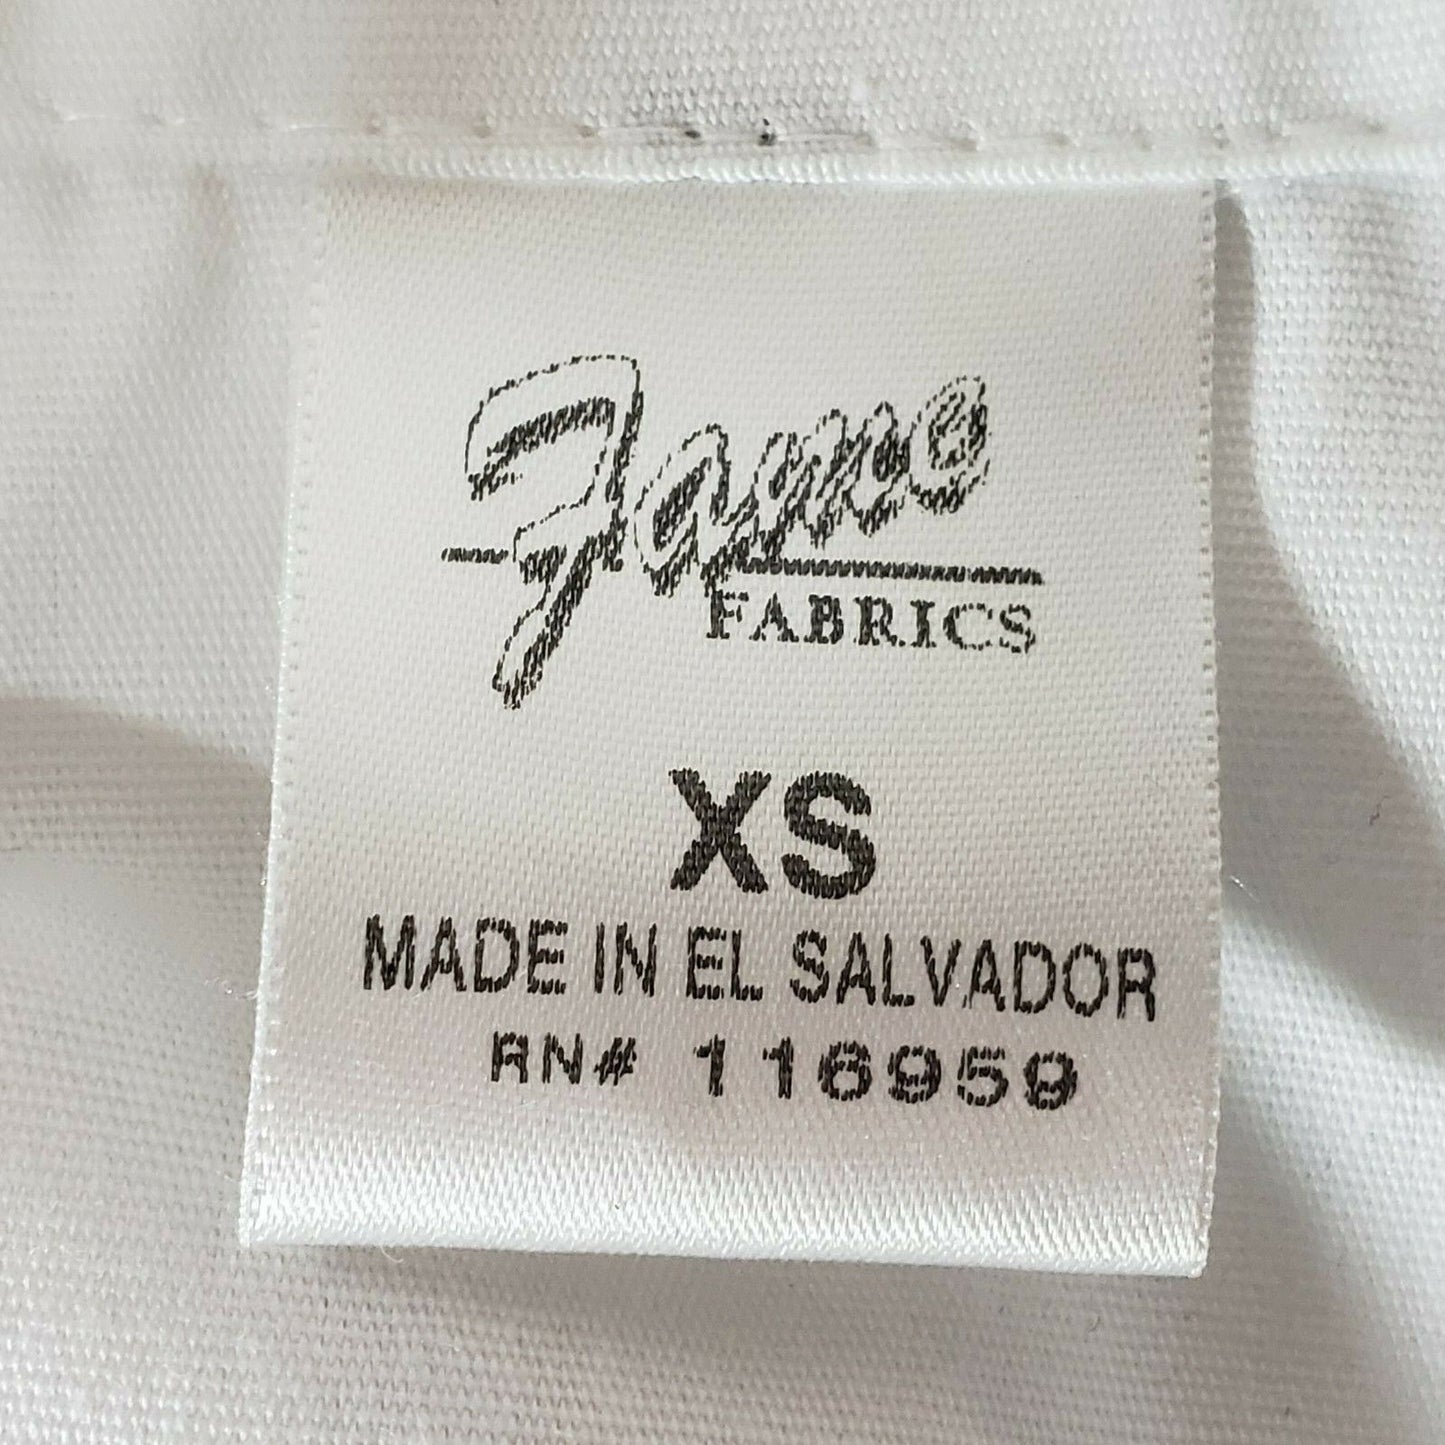 Fame
FABRICS
XS
MADE IN EL SALVADOR
RN# 116959